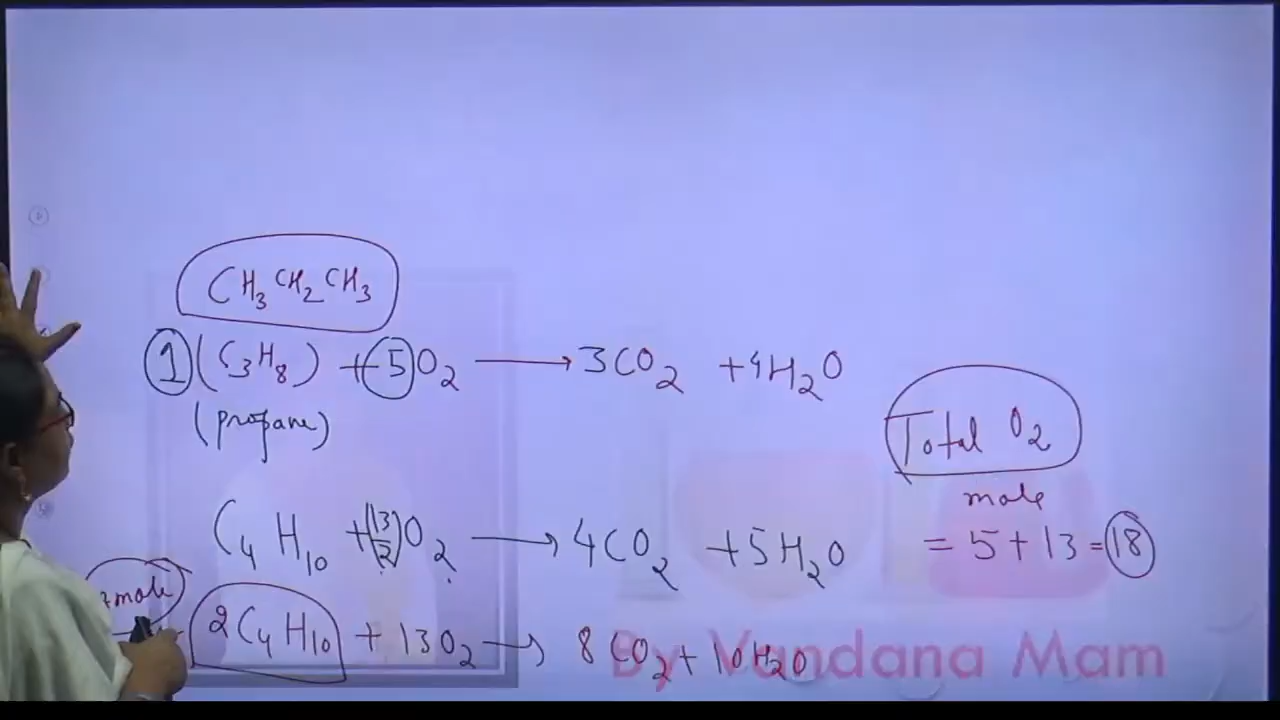 CH₃CH₂CH₃
1 (C₃H₈) + 5O₂ ⟶ 3CO₂ + 4H₂O
(propane)
Total O₂
mole
= 5 + 13 = 18
C₄H₁₀ + (13/2)O₂ ⟶ 4CO₂ + 5H₂O
mole
2C₄H₁₀ + 13O₂ ⟶ 8CO₂ + 10H₂O
By Vandana Mam